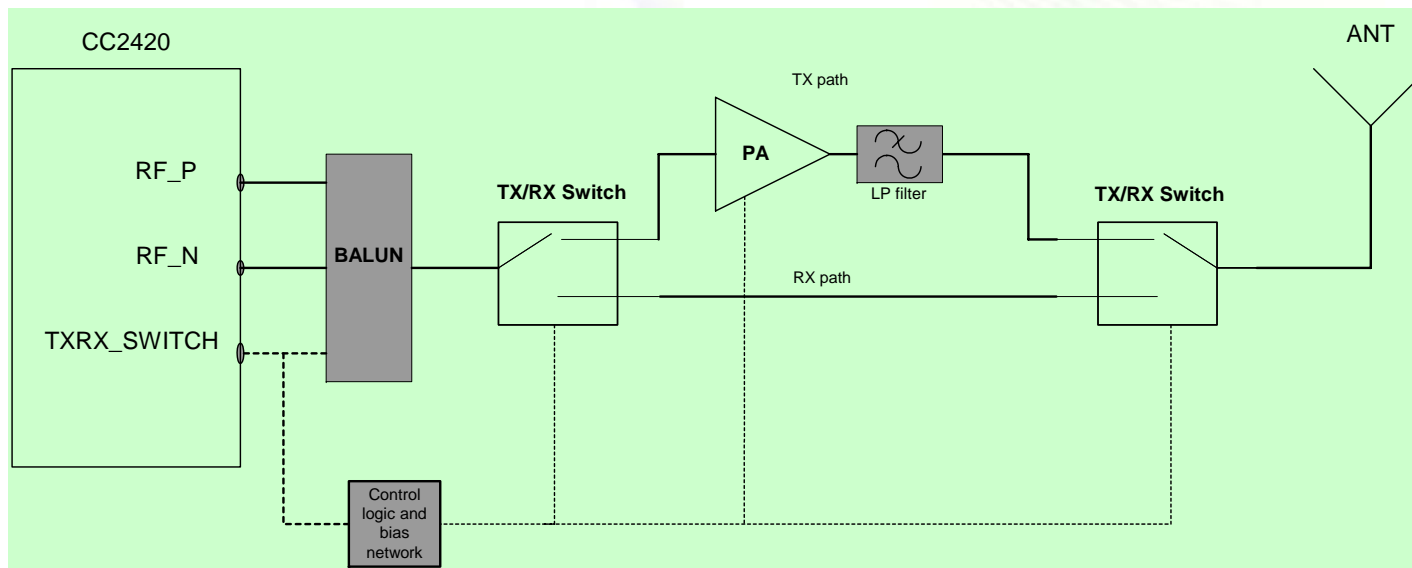 CC2420
ANT
TX path
RF_P
PA
LP filter
TX/RX Switch
TX/RX Switch
RF_N
BALUN
RX path
TXRX_SWITCH
Control
logic and
bias
network